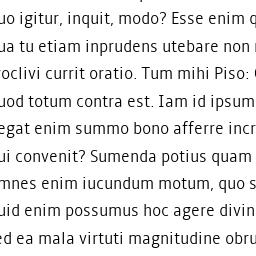 uo igitur, inquit, modo? Esse enim q
ua tu etiam inprudens utebare non
roclivi currit oratio. Tum mihi Piso:
uod totum contra est. Iam id ipsum
egat enim summo bono afferre incr
ui convenit? Sumenda potius quam
mnes enim iucundum motum, quo s
uid enim possumus hoc agere divin
ed ea mala virtuti magnitudine obru